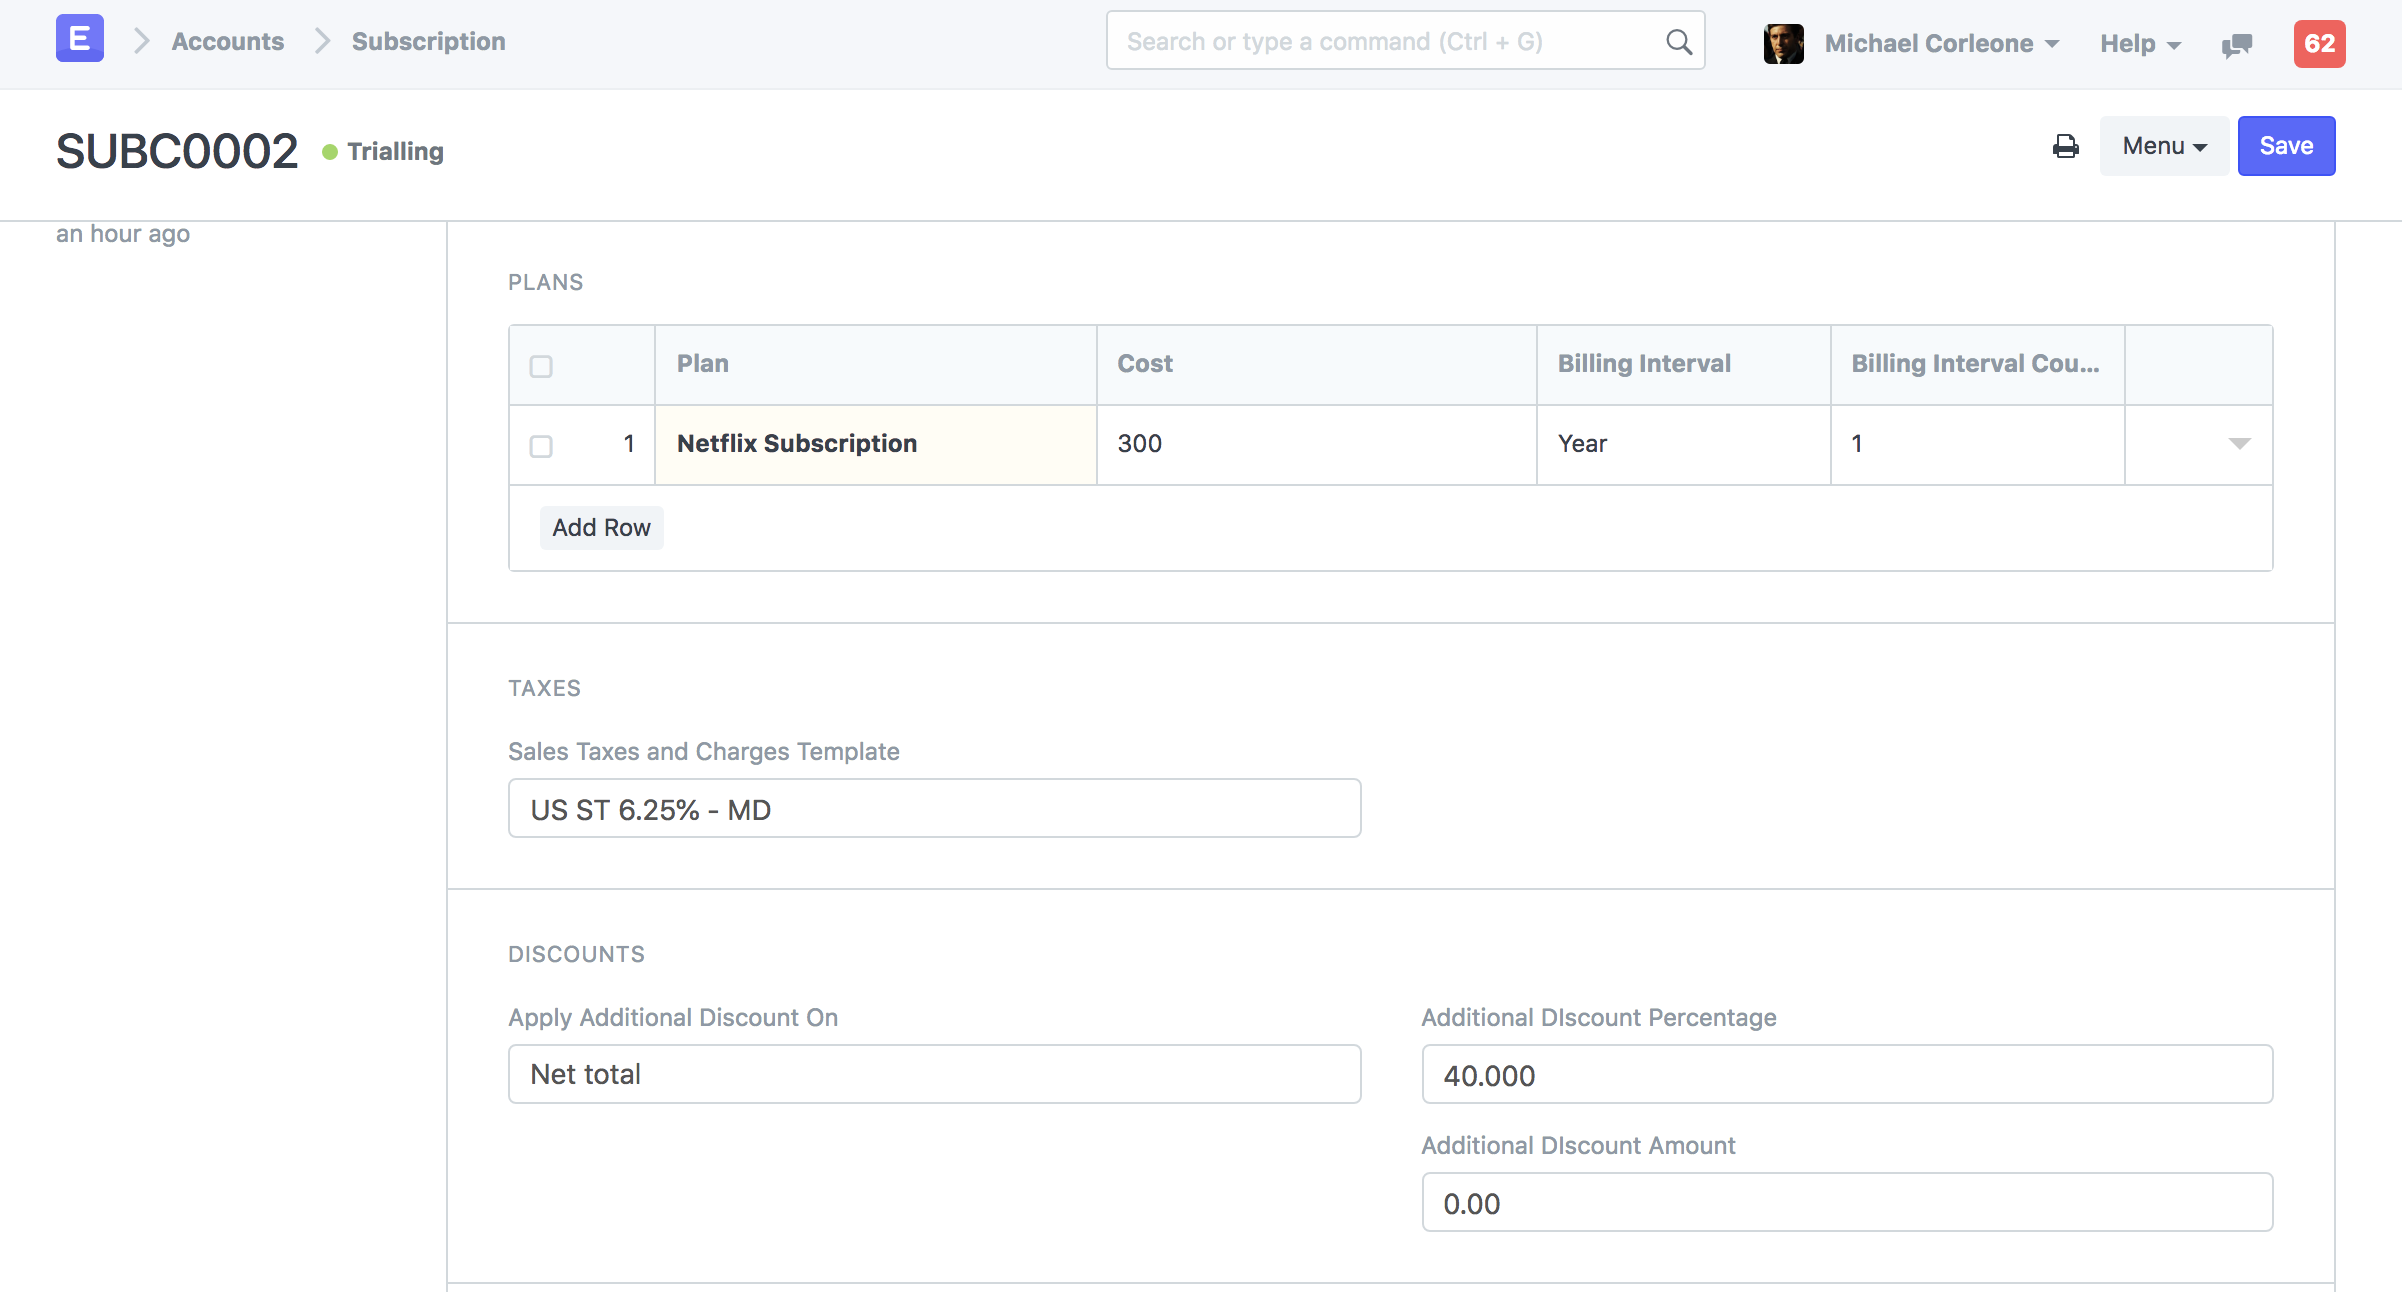 E Accounts Subscription Search or type a command (Ctrl + G) Michael Corleone Help 62
SUBC0002 Trialling Menu Save
an hour ago
PLANS
Plan Cost Billing Interval Billing Interval Cou...
1 Netflix Subscription 300 Year 1
Add Row
TAXES
Sales Taxes and Charges Template
US ST 6.25% - MD
DISCOUNTS
Apply Additional Discount On Additional DIscount Percentage
Net total 40.000
Additional DIscount Amount
0.00